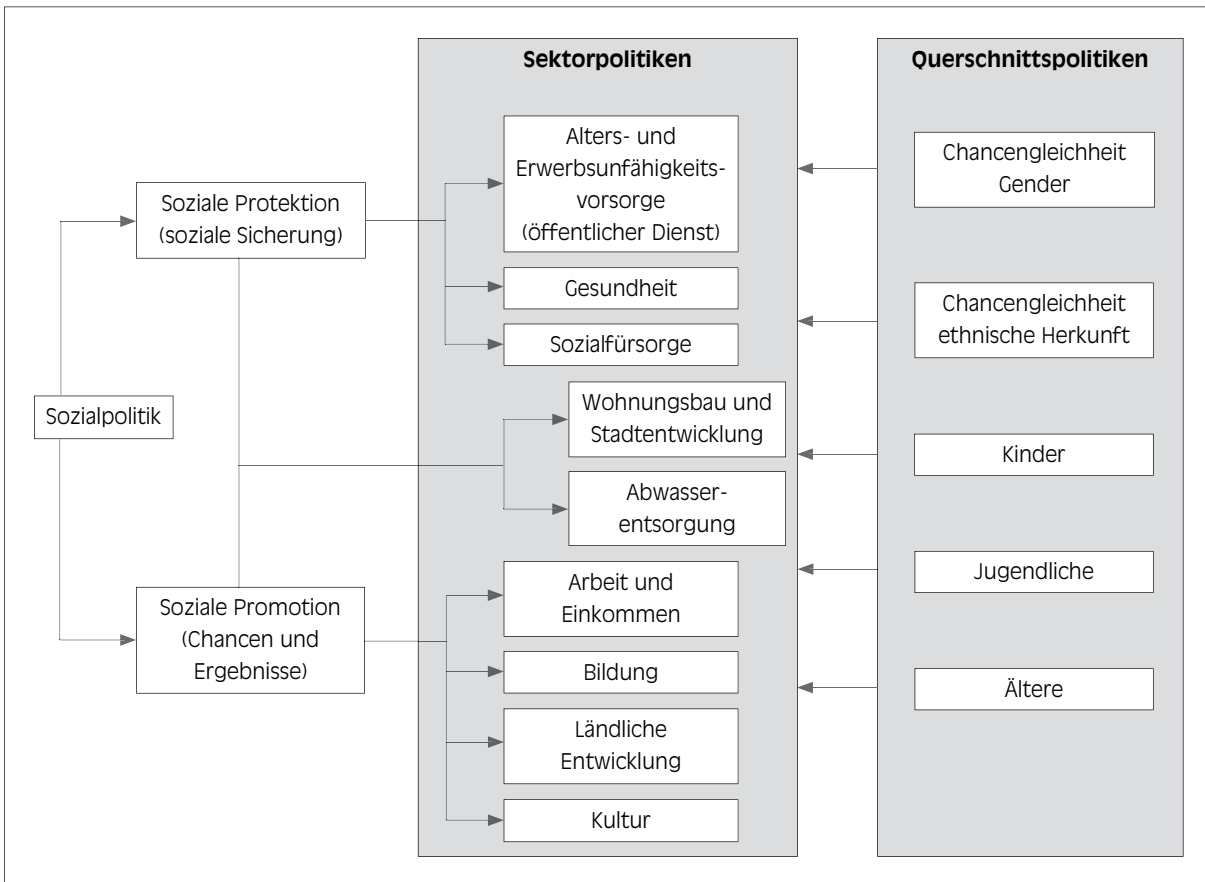 Sektorpolitiken
Querschnittspolitiken
Sozialpolitik
Soziale Protektion
(soziale Sicherung)
Soziale Promotion
(Chancen und
Ergebnisse)
Alters- und
Erwerbsunfähigkeits-
vorsorge
(öffentlicher Dienst)
Gesundheit
Sozialfürsorge
Wohnungsbau und
Stadtentwicklung
Abwasser-
entsorgung
Arbeit und
Einkommen
Bildung
Ländliche
Entwicklung
Kultur
Chancengleichheit
Gender
Chancengleichheit
ethnische Herkunft
Kinder
Jugendliche
Ältere